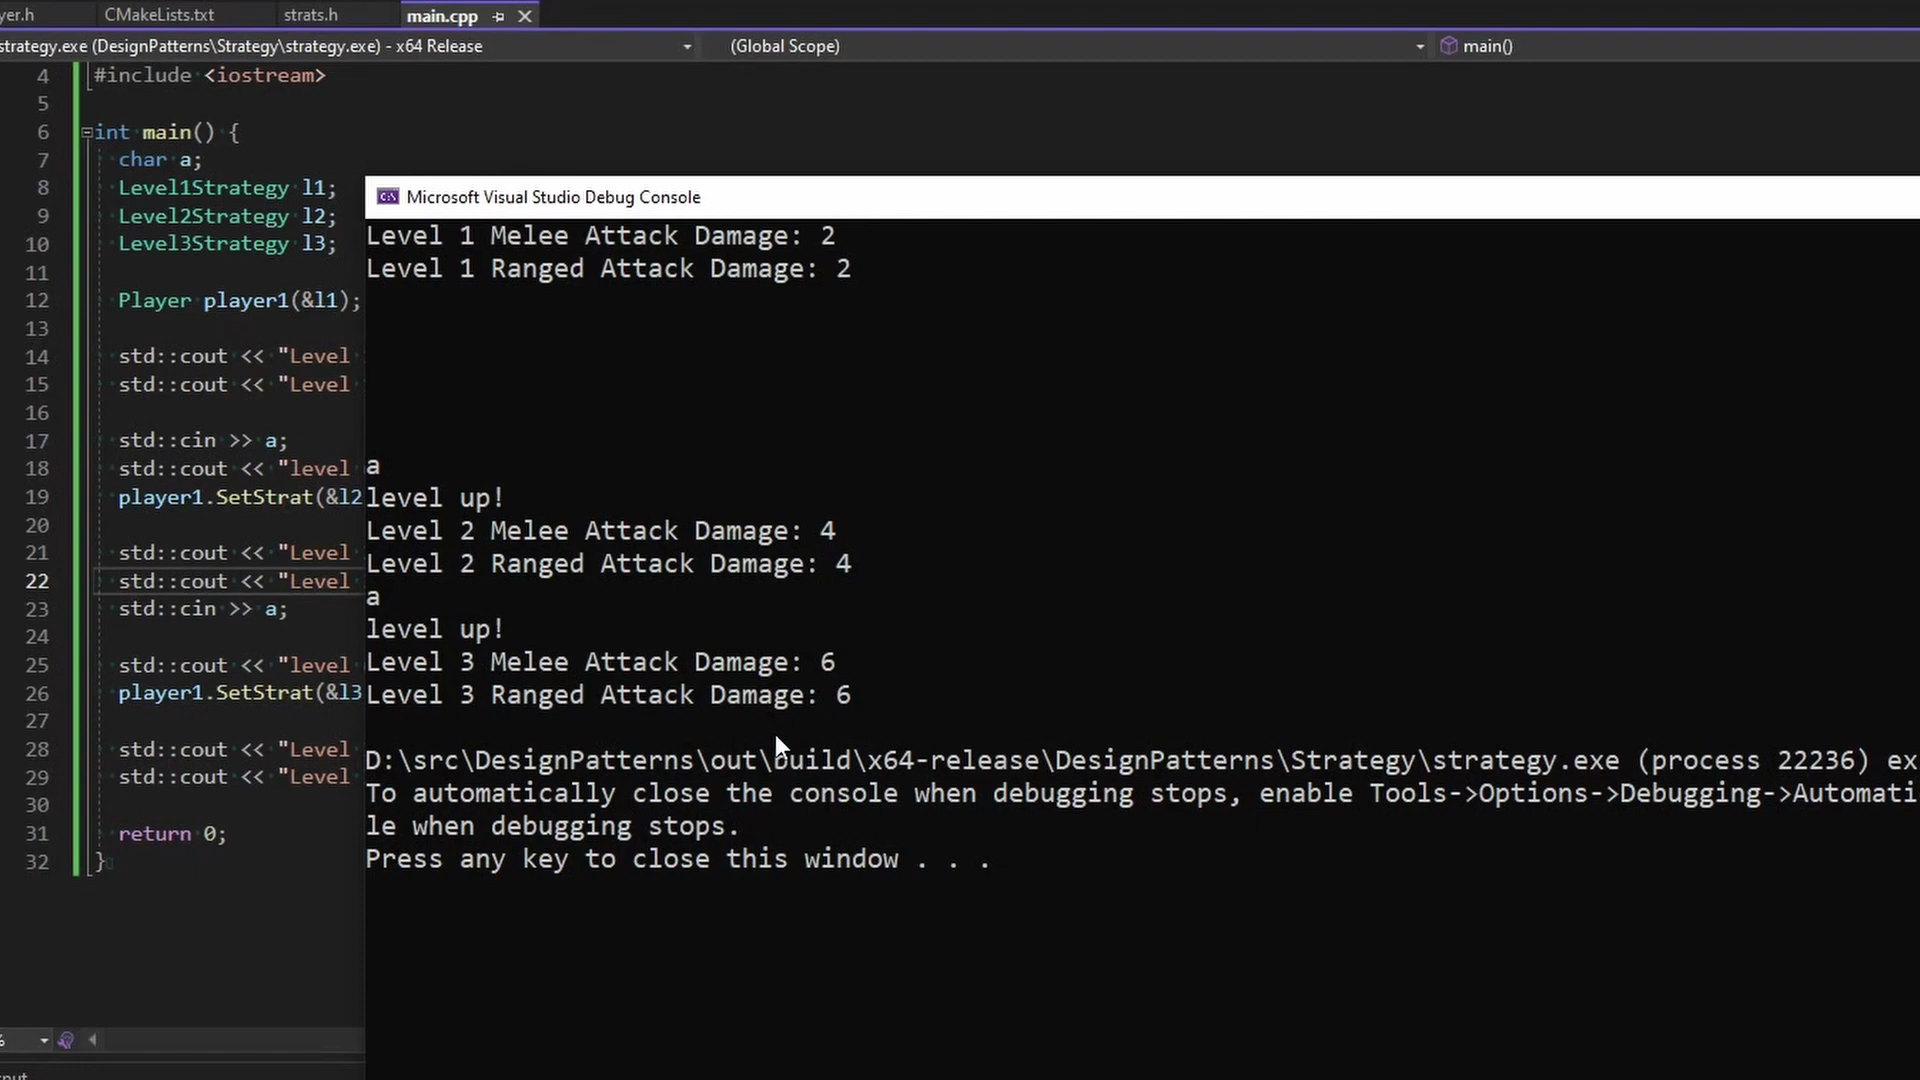 yer.h CMakeLists.txt strats.h main.cpp
strategy.exe (DesignPatterns\Strategy\strategy.exe) - x64 Release (Global Scope) main()
4 #include <iostream>
5
6 int main() {
7 char a;
8 Level1Strategy l1;
9 Level2Strategy l2;
10 Level3Strategy l3;
11
12 Player player1(&l1);
13
14 std::cout << "Level
15 std::cout << "Level
16
17 std::cin >> a;
18 std::cout << "level
19 player1.SetStrat(&l2
20
21 std::cout << "Level
22 std::cout << "Level
23 std::cin >> a;
24
25 std::cout << "level
26 player1.SetStrat(&l3
27
28 std::cout << "Level
29 std::cout << "Level
30
31 return 0;
32 }
Microsoft Visual Studio Debug Console
Level 1 Melee Attack Damage: 2
Level 1 Ranged Attack Damage: 2
a
level up!
Level 2 Melee Attack Damage: 4
Level 2 Ranged Attack Damage: 4
a
level up!
Level 3 Melee Attack Damage: 6
Level 3 Ranged Attack Damage: 6
D:\src\DesignPatterns\out\build\x64-release\DesignPatterns\Strategy\strategy.exe (process 22236) ex
To automatically close the console when debugging stops, enable Tools->Options->Debugging->Automati
le when debugging stops.
Press any key to close this window . . .
%